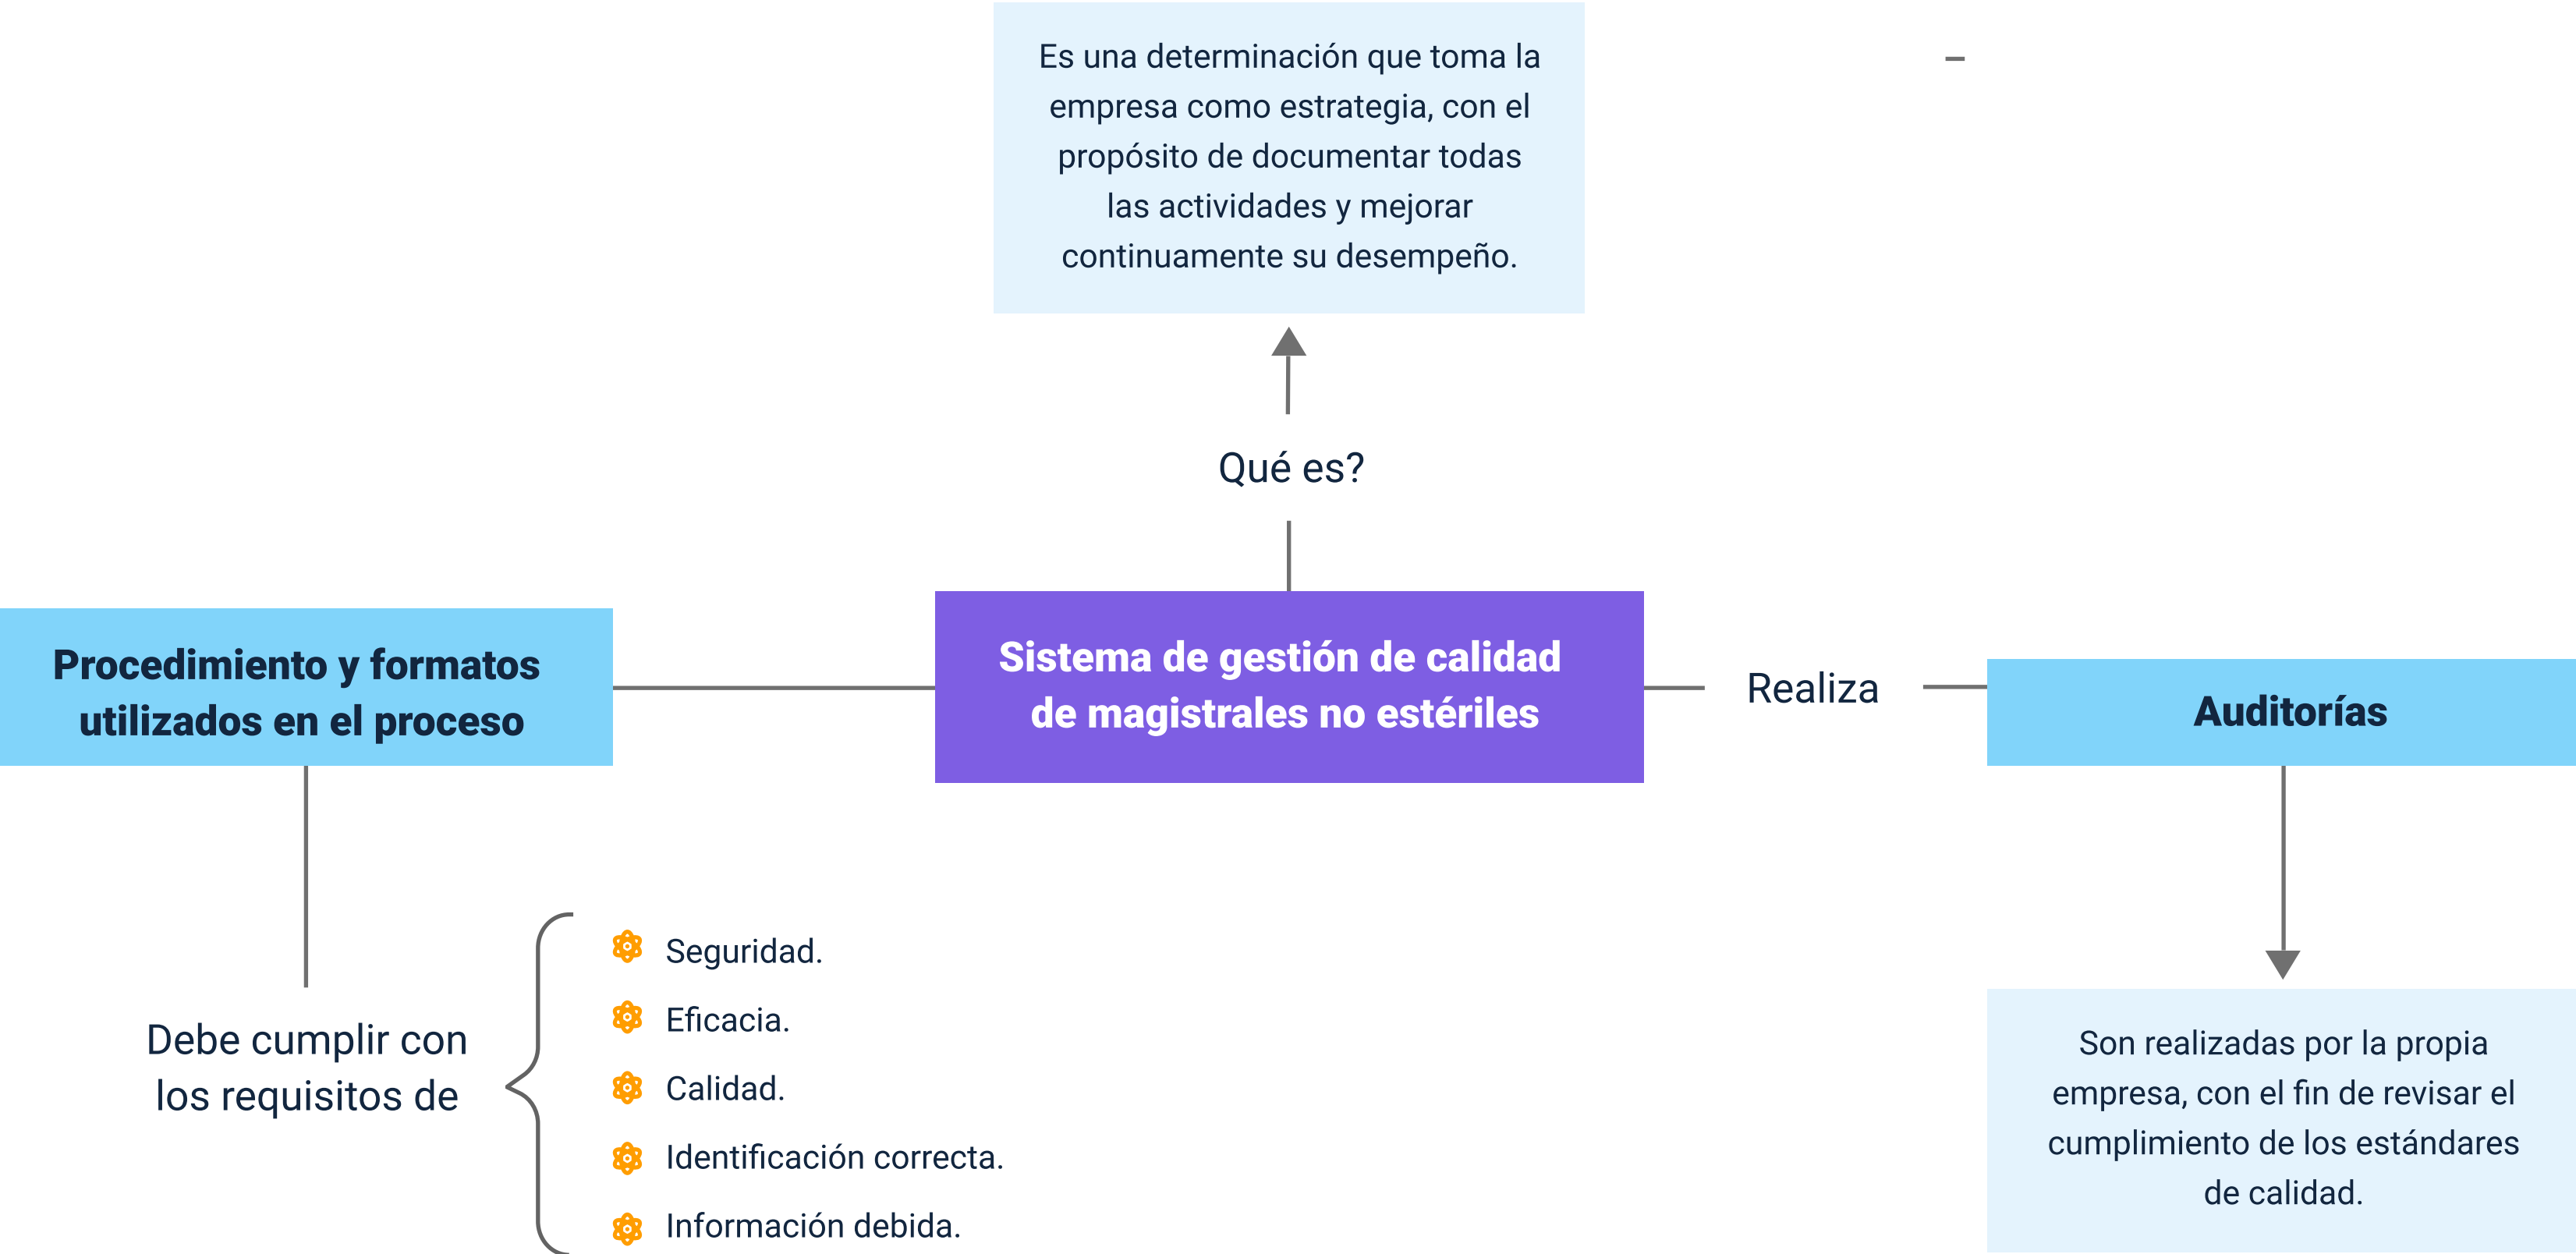 Es una determinación que toma la
empresa como estrategia, con el
propósito de documentar todas
las actividades y mejorar
continuamente su desempeño.
Qué es?
Procedimiento y formatos
utilizados en el proceso
Sistema de gestión de calidad
de magistrales no estériles
Realiza
Auditorías
Debe cumplir con
los requisitos de
Seguridad.
Eficacia.
Calidad.
Identificación correcta.
Información debida.
Son realizadas por la propia
empresa, con el fin de revisar el
cumplimiento de los estándares
de calidad.